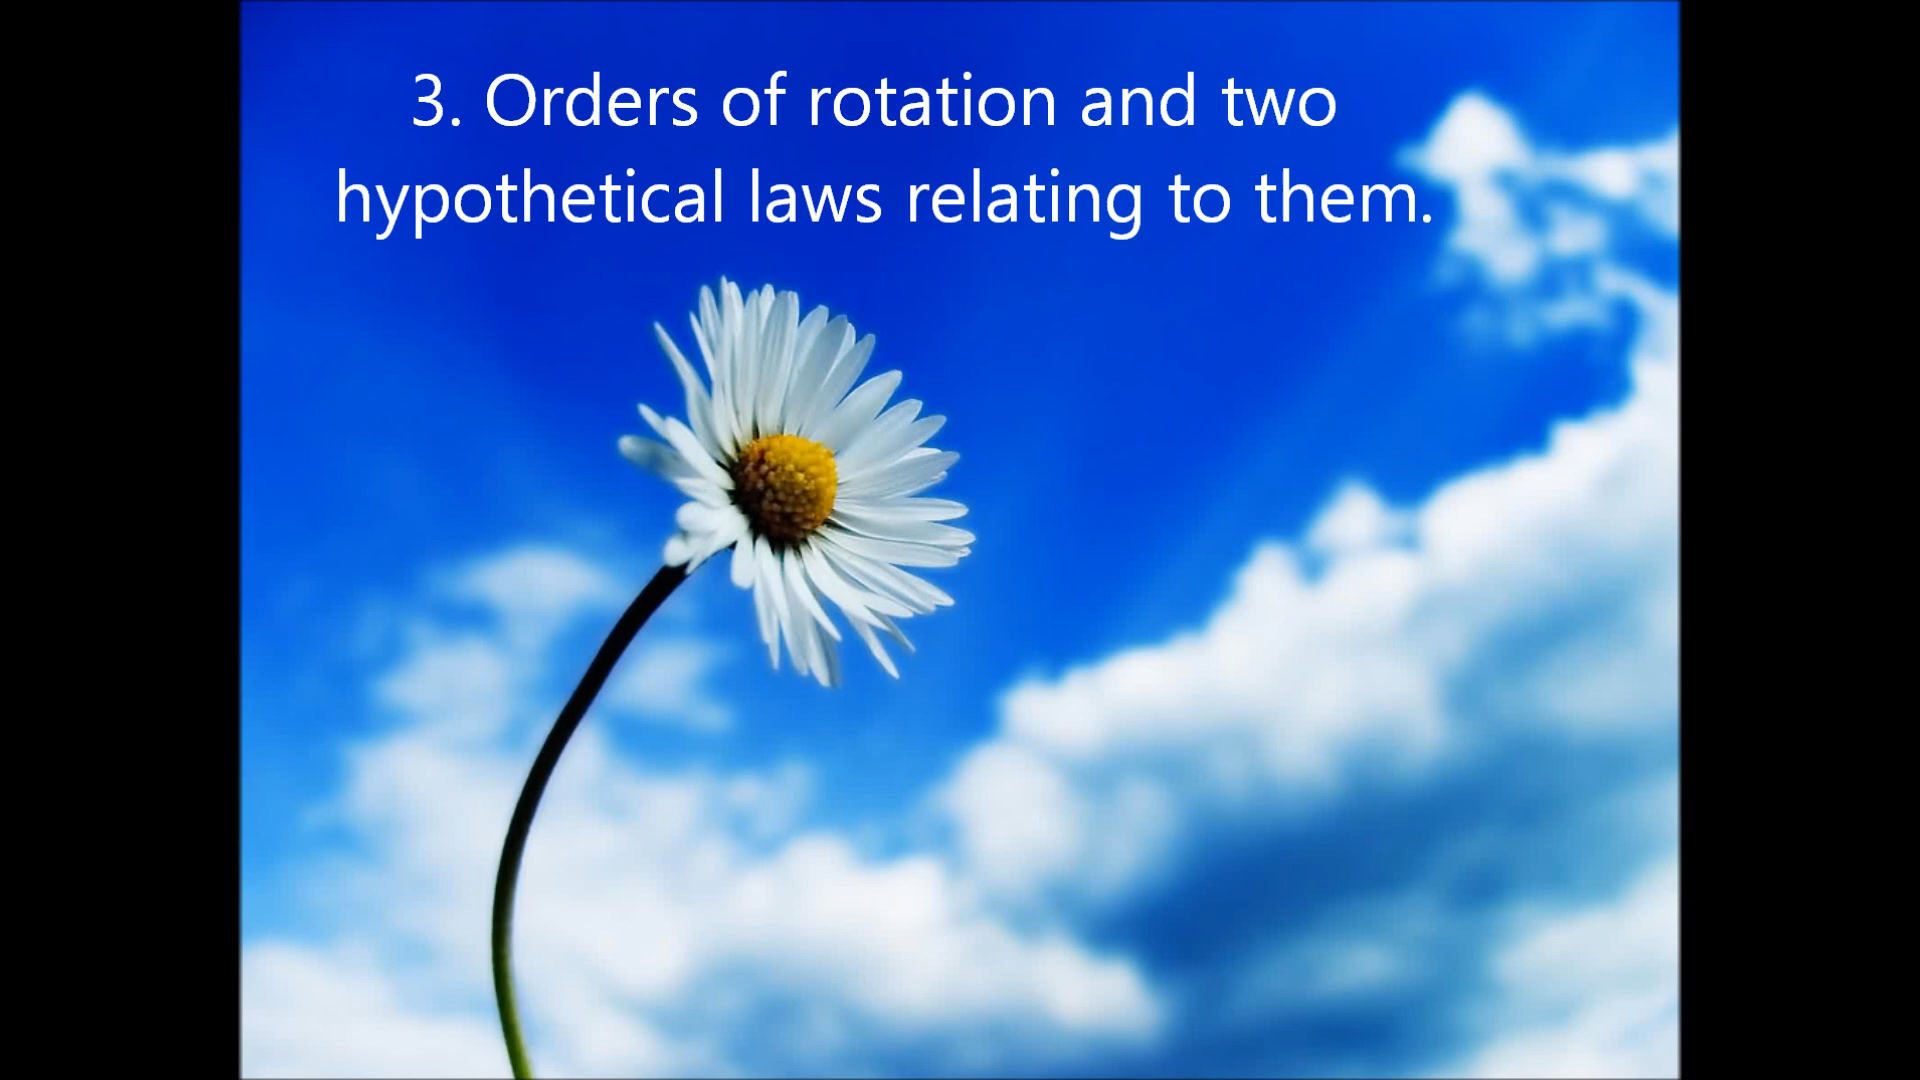 3. Orders of rotation and two
hypothetical laws relating to them.